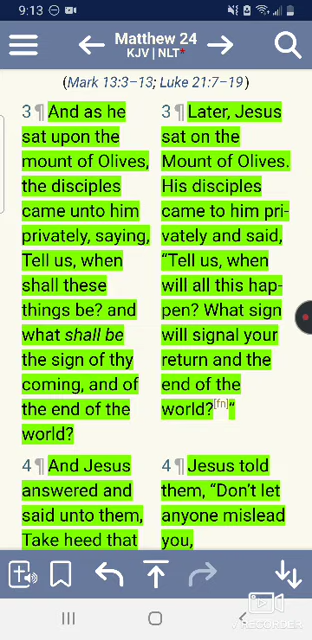 9:13
Matthew 24
KJV | NLT*
(Mark 13:3–13; Luke 21:7–19)
3 ¶ And as he
sat upon the
mount of Olives,
the disciples
came unto him
privately, saying,
Tell us, when
shall these
things be? and
what shall be
the sign of thy
coming, and of
the end of the
world?
4 ¶ And Jesus
answered and
said unto them,
Take heed that
3 ¶ Later, Jesus
sat on the
Mount of Olives.
His disciples
came to him pri-
vately and said,
“Tell us, when
will all this hap-
pen? What sign
will signal your
return and the
end of the
world?[fn]”
4 ¶ Jesus told
them, “Don’t let
anyone mislead
you,
RECORDER